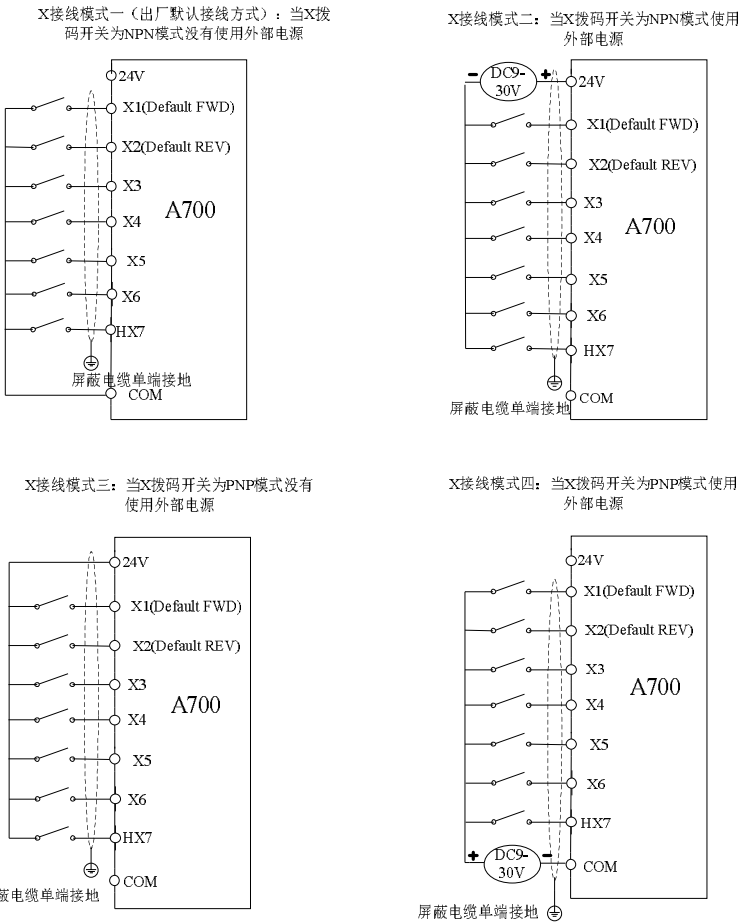 X接线模式一（出厂默认接线方式）：当X拨
码开关为NPN模式没有使用外部电源
24V
X1(Default FWD)
X2(Default REV)
X3
A700
X4
X5
X6
HX7
屏蔽电缆单端接地
COM
X接线模式二：当X拨码开关为NPN模式使用
外部电源
DC9-
30V
24V
X1(Default FWD)
X2(Default REV)
X3
A700
X4
X5
X6
HX7
COM
屏蔽电缆单端接地
X接线模式三：当X拨码开关为PNP模式没有
使用外部电源
24V
X1(Default FWD)
X2(Default REV)
X3
A700
X4
X5
X6
HX7
COM
蔽电缆单端接地
X接线模式四：当X拨码开关为PNP模式使用
外部电源
24V
X1(Default FWD)
X2(Default REV)
X3
A700
X4
X5
X6
HX7
DC9-
30V
COM
屏蔽电缆单端接地